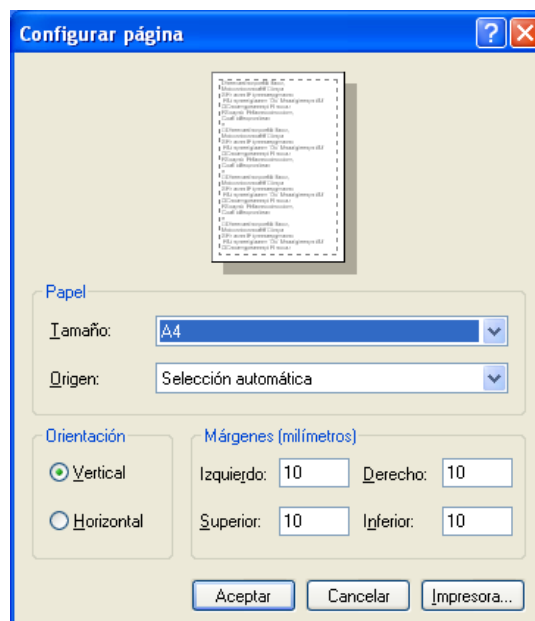 Configurar página
Papel
Tamaño: A4
Origen: Selección automática
Orientación
Vertical
Horizontal
Márgenes (milímetros)
Izquierdo: 10 Derecho: 10
Superior: 10 Inferior: 10
Aceptar Cancelar Impresora...